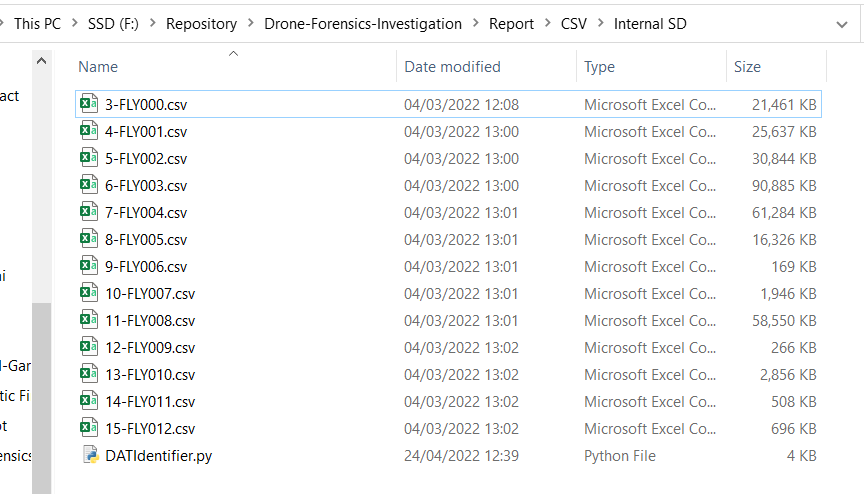 This PC > SSD (F:) > Repository > Drone-Forensics-Investigation > Report > CSV > Internal SD
Name Date modified Type Size
3-FLY000.csv 04/03/2022 12:08 Microsoft Excel Co... 21,461 KB
act
4-FLY001.csv 04/03/2022 13:00 Microsoft Excel Co... 25,637 KB
5-FLY002.csv 04/03/2022 13:00 Microsoft Excel Co... 30,844 KB
6-FLY003.csv 04/03/2022 13:00 Microsoft Excel Co... 90,885 KB
7-FLY004.csv 04/03/2022 13:01 Microsoft Excel Co... 61,284 KB
8-FLY005.csv 04/03/2022 13:01 Microsoft Excel Co... 16,326 KB
9-FLY006.csv 04/03/2022 13:01 Microsoft Excel Co... 169 KB
10-FLY007.csv 04/03/2022 13:01 Microsoft Excel Co... 1,946 KB
11-FLY008.csv 04/03/2022 13:01 Microsoft Excel Co... 58,550 KB
12-FLY009.csv 04/03/2022 13:02 Microsoft Excel Co... 266 KB
13-FLY010.csv 04/03/2022 13:02 Microsoft Excel Co... 2,856 KB
14-FLY011.csv 04/03/2022 13:02 Microsoft Excel Co... 508 KB
15-FLY012.csv 04/03/2022 13:02 Microsoft Excel Co... 696 KB
DATIdentifier.py 24/04/2022 12:39 Python File 4 KB